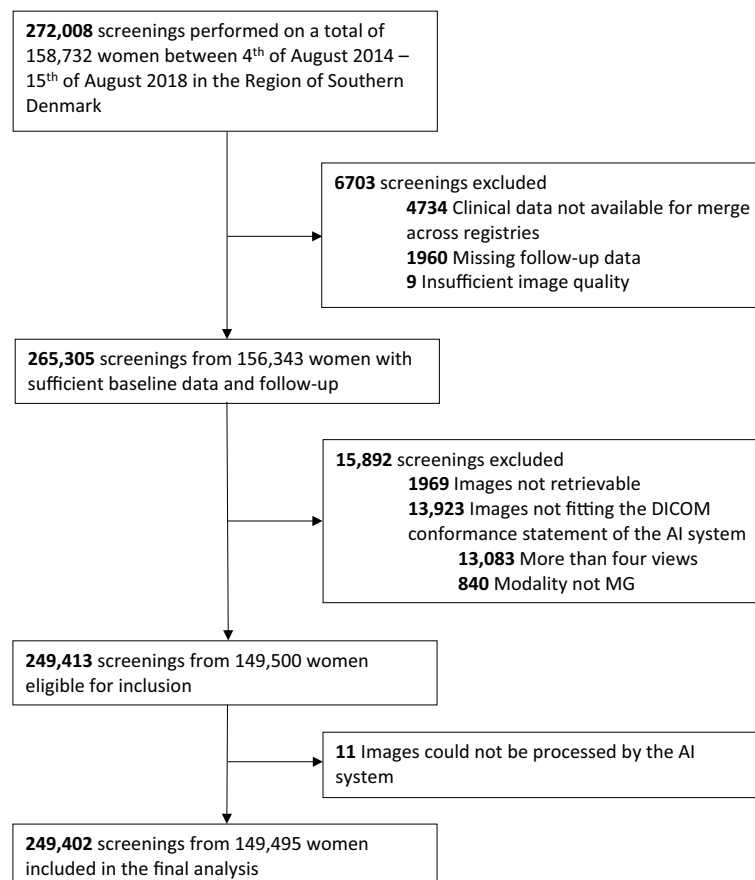 272,008 screenings performed on a total of
158,732 women between 4th of August 2014 –
15th of August 2018 in the Region of Southern
Denmark
6703 screenings excluded
4734 Clinical data not available for merge
across registries
1960 Missing follow-up data
9 Insufficient image quality
265,305 screenings from 156,343 women with
sufficient baseline data and follow-up
15,892 screenings excluded
1969 Images not retrievable
13,923 Images not fitting the DICOM
conformance statement of the AI system
13,083 More than four views
840 Modality not MG
249,413 screenings from 149,500 women
eligible for inclusion
11 Images could not be processed by the AI
system
249,402 screenings from 149,495 women
included in the final analysis